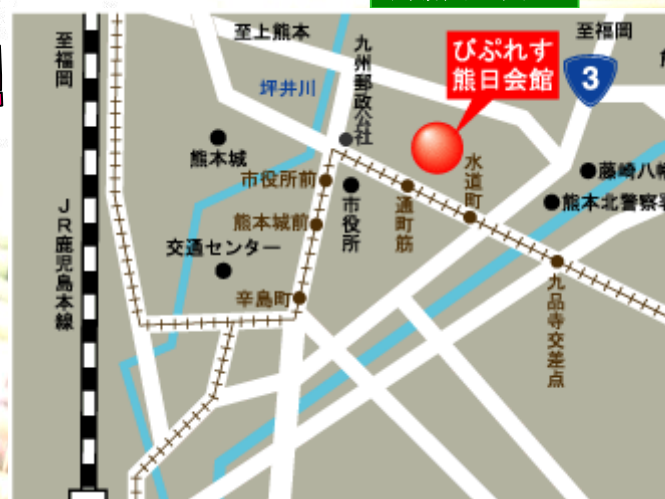 至福岡
至上熊本
九州郵政公社
びぷれす
熊日会館
至福岡
3
坪井川
熊本城
市役所前
市役所
通町筋
水道町
藤崎八
熊本北警察
熊本城前
交通センター
JR鹿児島本線
辛島町
九品寺交差点